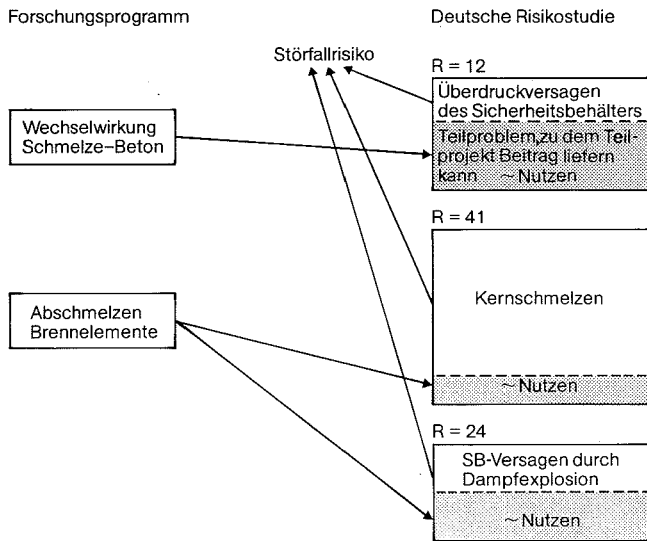 Forschungsprogramm
Deutsche Risikostudie
Störfallrisiko
R = 12
Überdruckversagen
des Sicherheitsbehälters
Teilproblem,zu dem Teil-
projekt Beitrag liefern
kann ~Nutzen
Wechselwirkung
Schmelze–Beton
R = 41
Kernschmelzen
~Nutzen
Abschmelzen
Brennelemente
R = 24
SB-Versagen durch
Dampfexplosion
~Nutzen